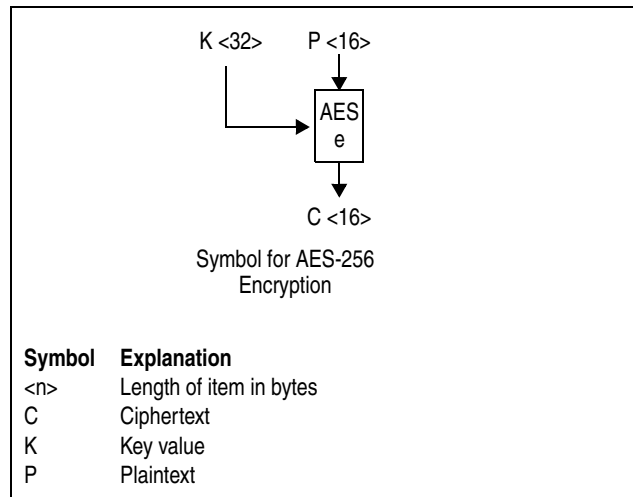 K <32> P <16>
AES
e
C <16>
Symbol for AES-256
Encryption
Symbol Explanation
<n> Length of item in bytes
C Ciphertext
K Key value
P Plaintext